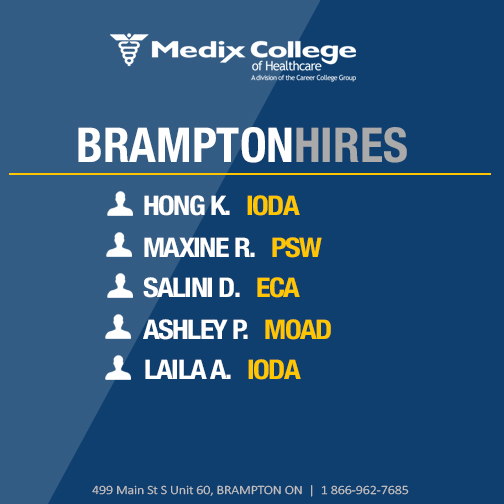 Medix College
of Healthcare
A division of the Career College Group
BRAMPTONHIRES
HONG K. IODA
MAXINE R. PSW
SALINI D. ECA
ASHLEY P. MOAD
LAILA A. IODA
499 Main St S Unit 60, BRAMPTON ON | 1 866-962-7685